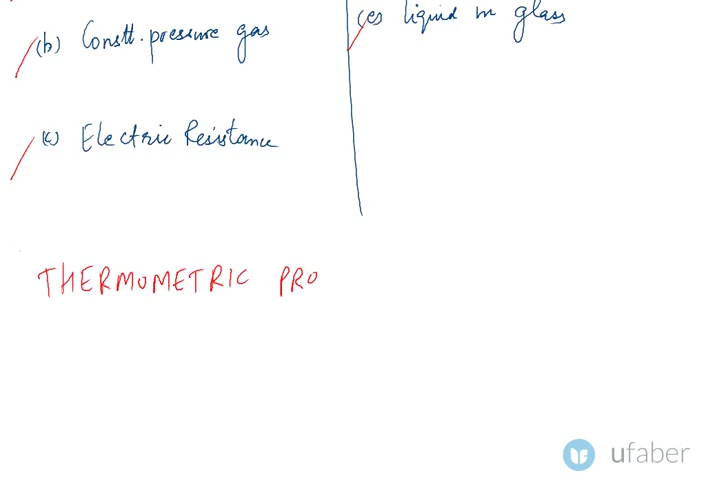 (b) Constt. pressure gas
(c) Electric Resistance
(e) liquid in glass
THERMOMETRIC PRO
ufaber